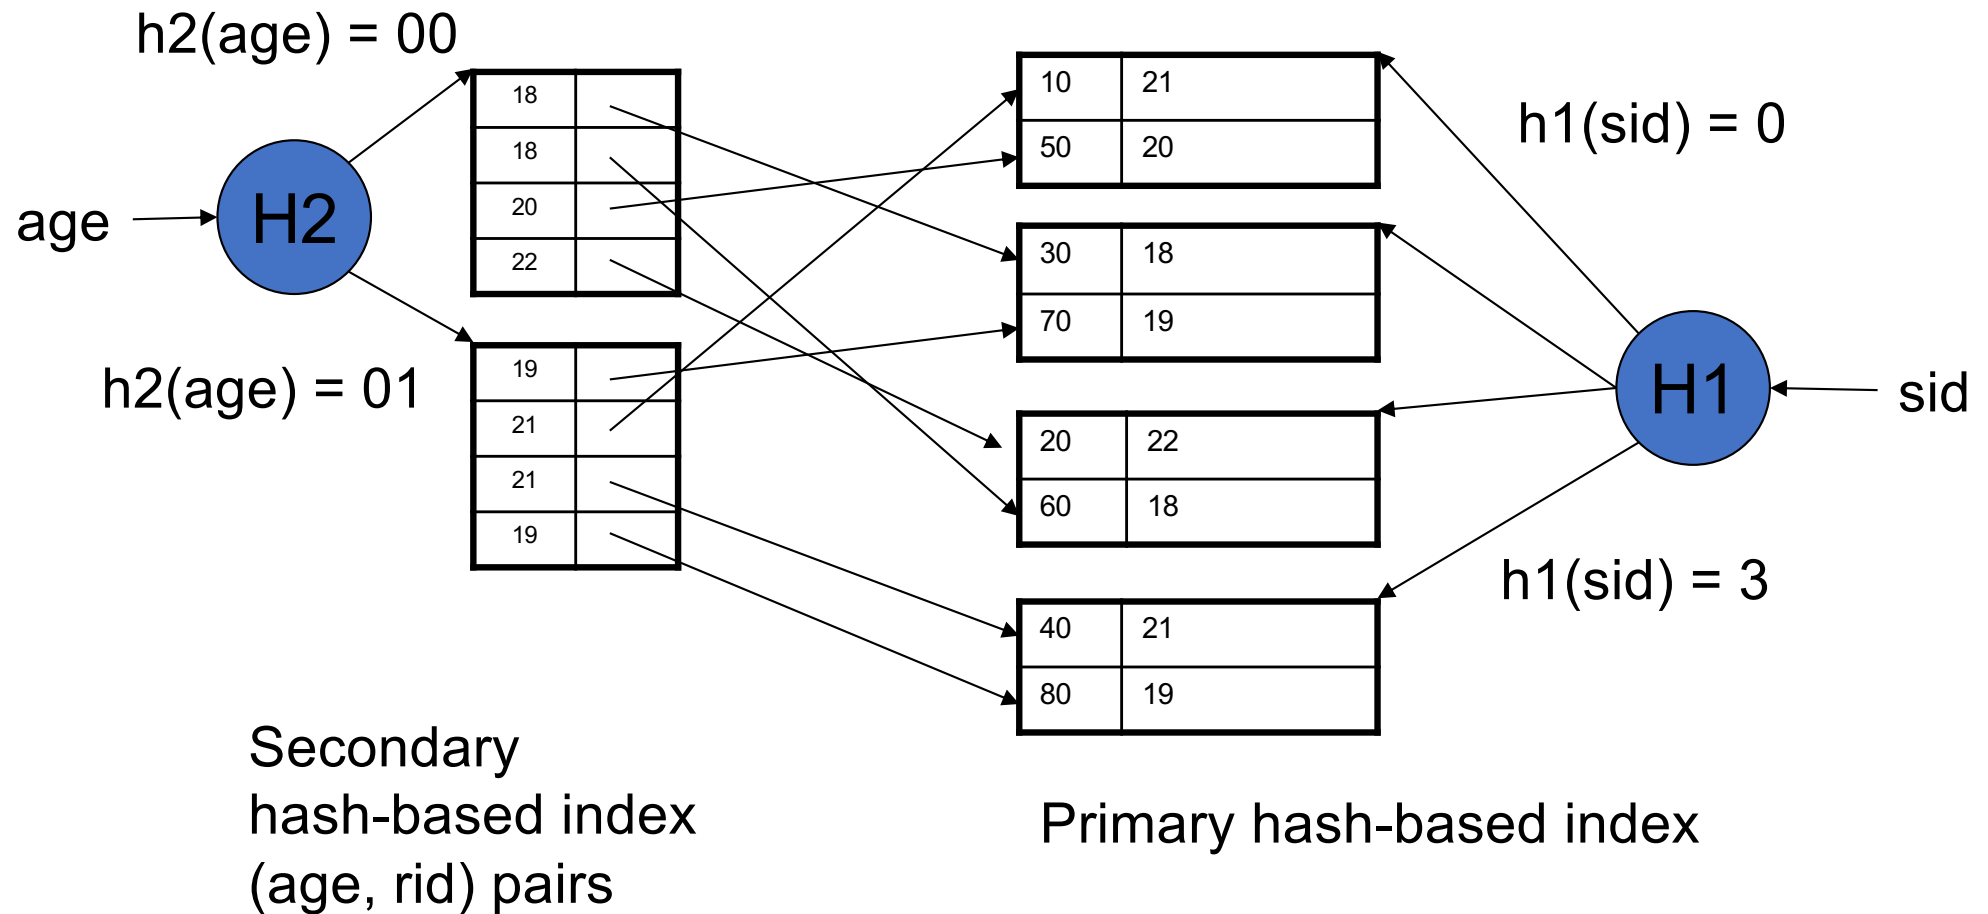 h2(age) = 00
age
H2
h2(age) = 01
18
18
20
22
19
21
21
19
10 21
50 20
30 18
70 19
20 22
60 18
40 21
80 19
h1(sid) = 0
H1
sid
h1(sid) = 3
Secondary
hash-based index
(age, rid) pairs
Primary hash-based index